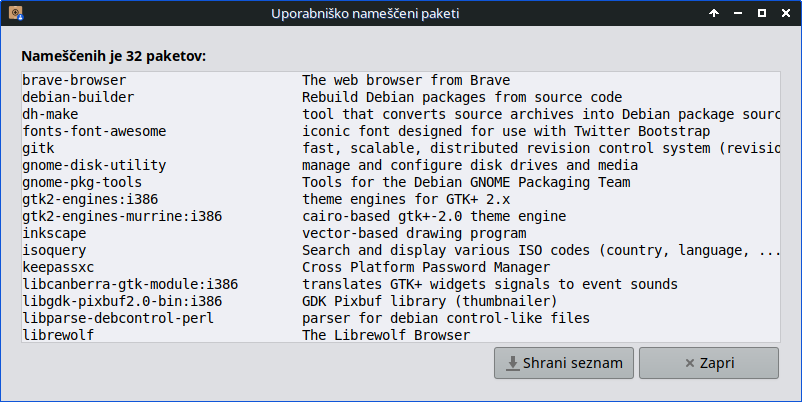 Uporabniško nameščeni paketi
Nameščenih je 32 paketov:
brave-browser The web browser from Brave
debian-builder Rebuild Debian packages from source code
dh-make tool that converts source archives into Debian package sourc
fonts-font-awesome iconic font designed for use with Twitter Bootstrap
gitk fast, scalable, distributed revision control system (revisio
gnome-disk-utility manage and configure disk drives and media
gnome-pkg-tools Tools for the Debian GNOME Packaging Team
gtk2-engines:i386 theme engines for GTK+ 2.x
gtk2-engines-murrine:i386 cairo-based gtk+-2.0 theme engine
inkscape vector-based drawing program
isoquery Search and display various ISO codes (country, language, ...
keepassxc Cross Platform Password Manager
libcanberra-gtk-module:i386 translates GTK+ widgets signals to event sounds
libgdk-pixbuf2.0-bin:i386 GDK Pixbuf library (thumbnailer)
libparse-debcontrol-perl parser for debian control-like files
librewolf The Librewolf Browser
Shrani seznam Zapri